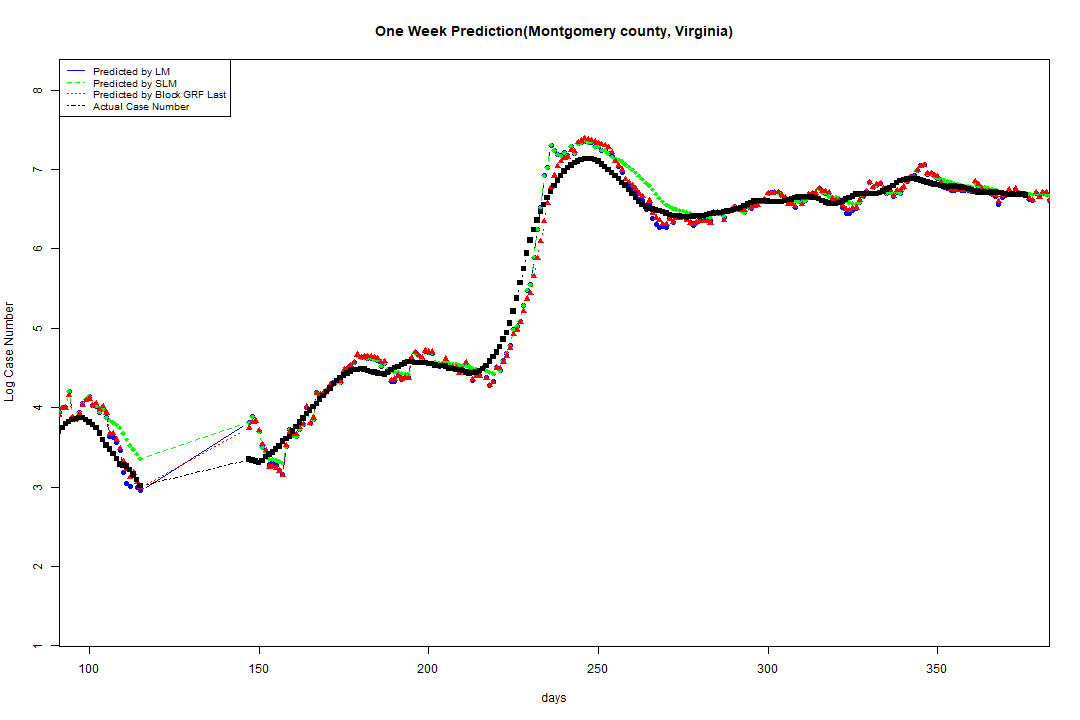 One Week Prediction(Montgomery county, Virginia)
Predicted by LM
Predicted by SLM
Predicted by Block GRF Last
Actual Case Number
8
7
6
5
4
3
2
1
Log Case Number
100 150 200 250 300 350
days